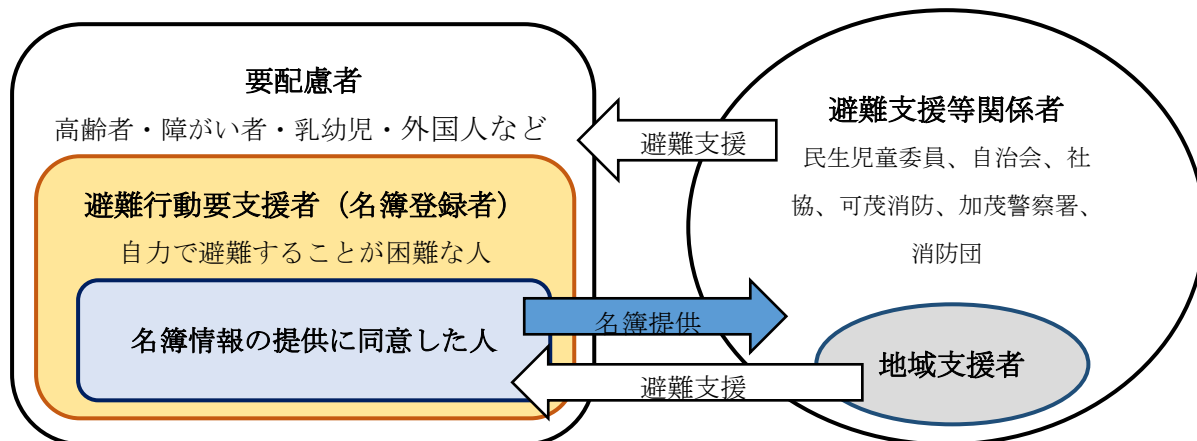 要配慮者
高齢者・障がい者・乳幼児・外国人など
避難行動要支援者（名簿登録者）
自力で避難することが困難な人
名簿情報の提供に同意した人
避難支援
名簿提供
避難支援
避難支援等関係者
民生児童委員、自治会、社
協、可茂消防、加茂警察署、
消防団
地域支援者